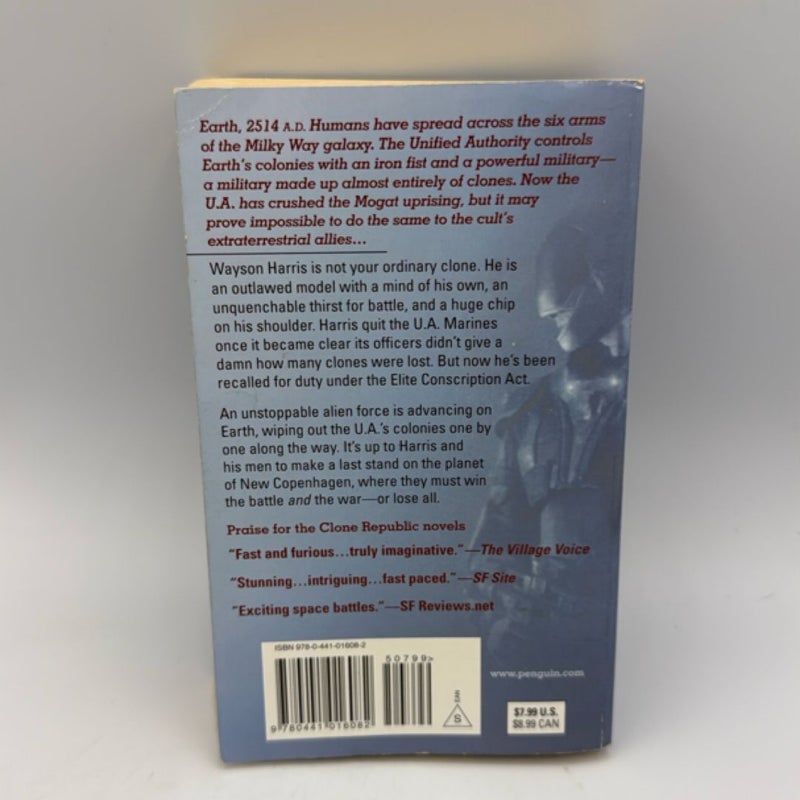 Earth, 2514 A.D. Humans have spread across the six arms
of the Milky Way galaxy. The Unified Authority controls
Earth's colonies with an iron fist and a powerful military—
a military made up almost entirely of clones. Now the
U.A. has crushed the Mogat uprising, but it may
prove impossible to do the same to the cult's
extraterrestrial allies...
Wayson Harris is not your ordinary clone. He is
an outlawed model with a mind of his own, an
unquenchable thirst for battle, and a huge chip
on his shoulder. Harris quit the U.A. Marines
once it became clear its officers didn't give a
damn how many clones were lost. But now he's been
recalled for duty under the Elite Conscription Act.
An unstoppable alien force is advancing on
Earth, wiping out the U.A.'s colonies one by
one along the way. It's up to Harris and
his men to make a last stand on the planet
of New Copenhagen, where they must win
the battle and the war—or lose all.
Praise for the Clone Republic novels
"Fast and furious...truly imaginative."—The Village Voice
"Stunning...intriguing...fast paced."—SF Site
"Exciting space battles."—SF Reviews.net
ISBN 978-0-441-01608-2
50799>
9 780441 016082
EAN
S
www.penguin.com
$7.99 U.S.
$8.99 CAN